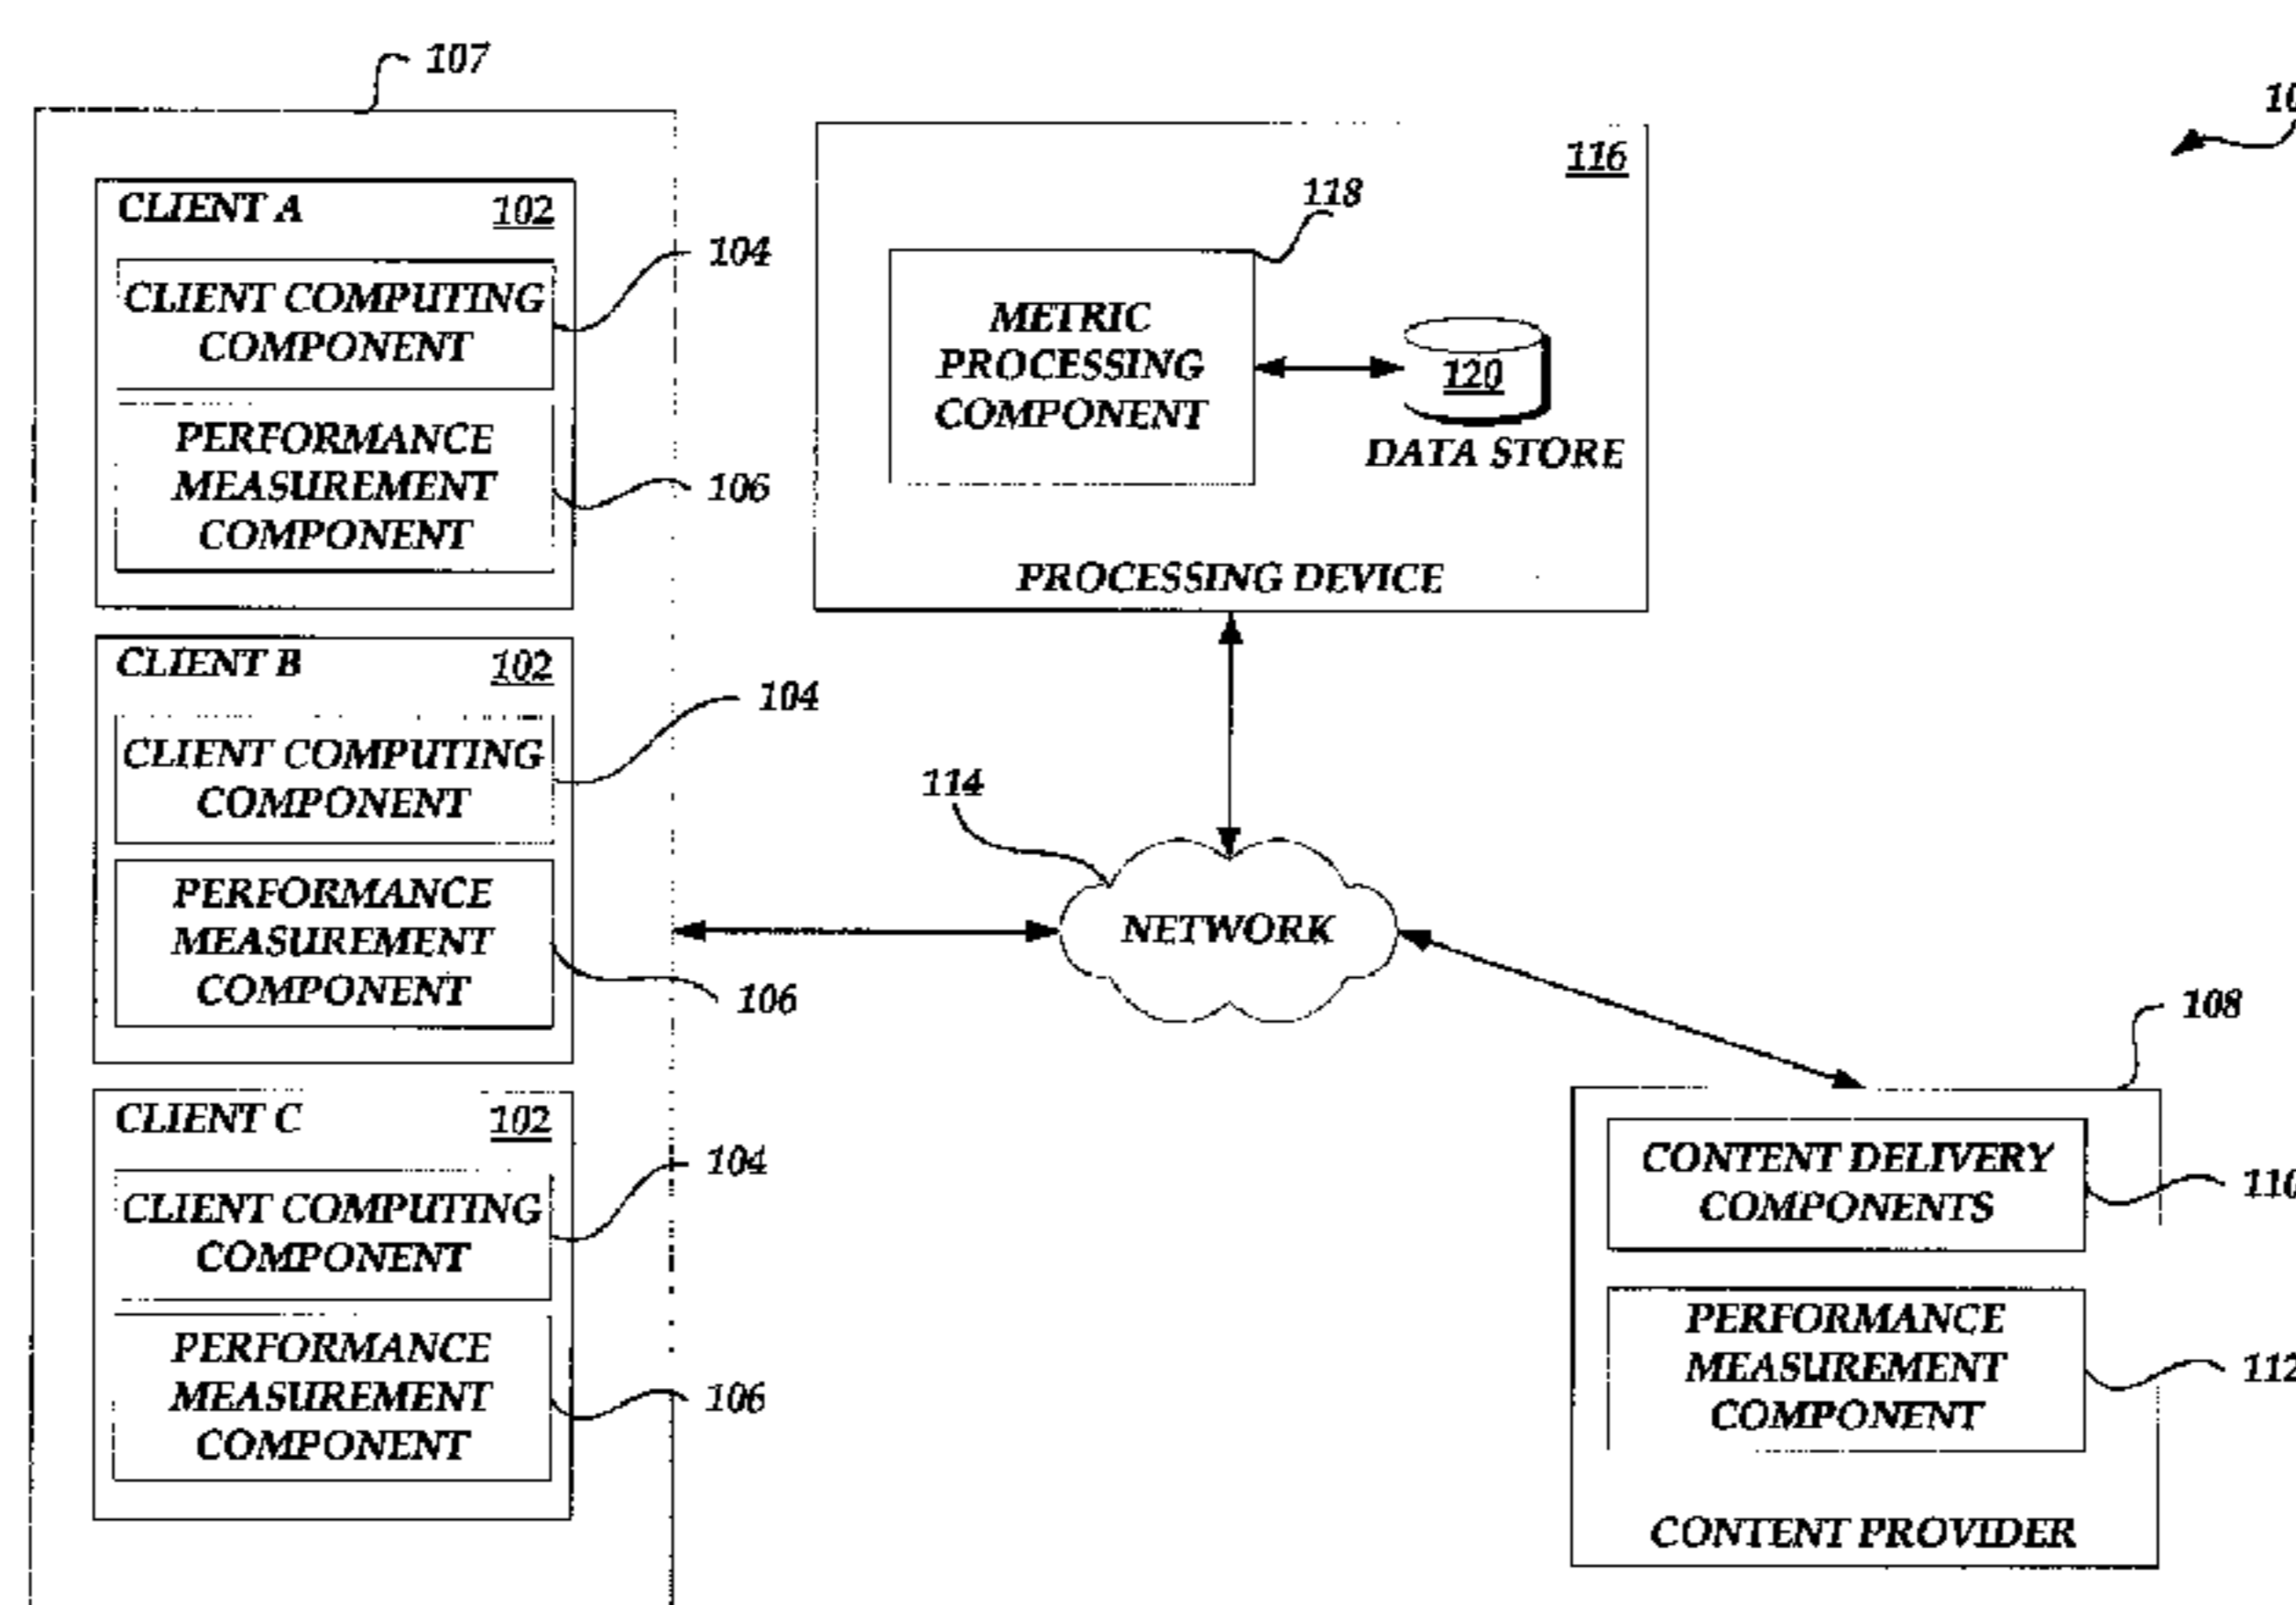 107
CLIENT A 102
104
CLIENT COMPUTING
COMPONENT
PERFORMANCE
MEASUREMENT
COMPONENT
106
CLIENT B 102
104
CLIENT COMPUTING
COMPONENT
PERFORMANCE
MEASUREMENT
COMPONENT
106
CLIENT C 102
104
CLIENT COMPUTING
COMPONENT
PERFORMANCE
MEASUREMENT
COMPONENT
106
116
118
METRIC
PROCESSING
COMPONENT
120
DATA STORE
PROCESSING DEVICE
114
NETWORK
108
CONTENT DELIVERY
COMPONENTS
110
PERFORMANCE
MEASUREMENT
COMPONENT
112
CONTENT PROVIDER